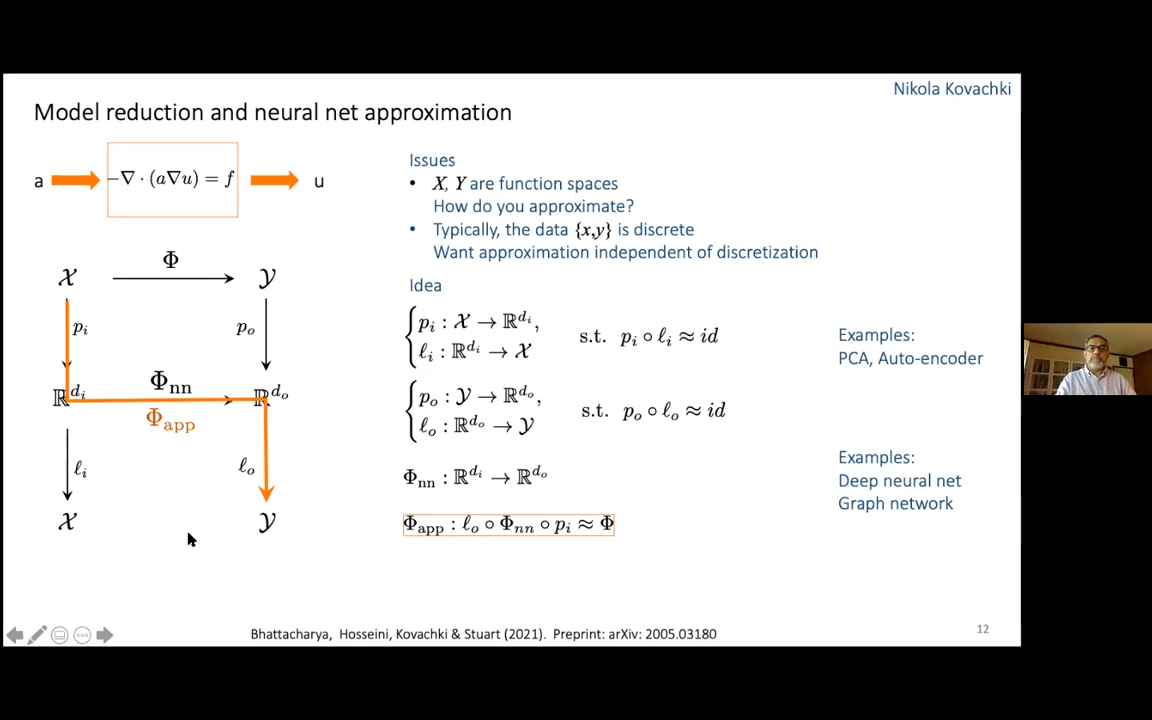 Nikola Kovachki
Model reduction and neural net approximation
a
−∇ · (a∇u) = f
u
Issues
• X, Y are function spaces
How do you approximate?
• Typically, the data {x,y} is discrete
Want approximation independent of discretization
Idea
𝒳 Φ 𝒴
p_i p_o
ℝ^{d_i} Φ_nn ℝ^{d_o}
Φ_app
ℓ_i ℓ_o
𝒳 𝒴
p_i : 𝒳 → ℝ^{d_i},
ℓ_i : ℝ^{d_i} → 𝒳
s.t. p_i ∘ ℓ_i ≈ id
p_o : 𝒴 → ℝ^{d_o},
ℓ_o : ℝ^{d_o} → 𝒴
s.t. p_o ∘ ℓ_o ≈ id
Φ_nn : ℝ^{d_i} → ℝ^{d_o}
Φ_app : ℓ_o ∘ Φ_nn ∘ p_i ≈ Φ
Examples:
PCA, Auto-encoder
Examples:
Deep neural net
Graph network
Bhattacharya, Hosseini, Kovachki & Stuart (2021). Preprint: arXiv: 2005.03180
12